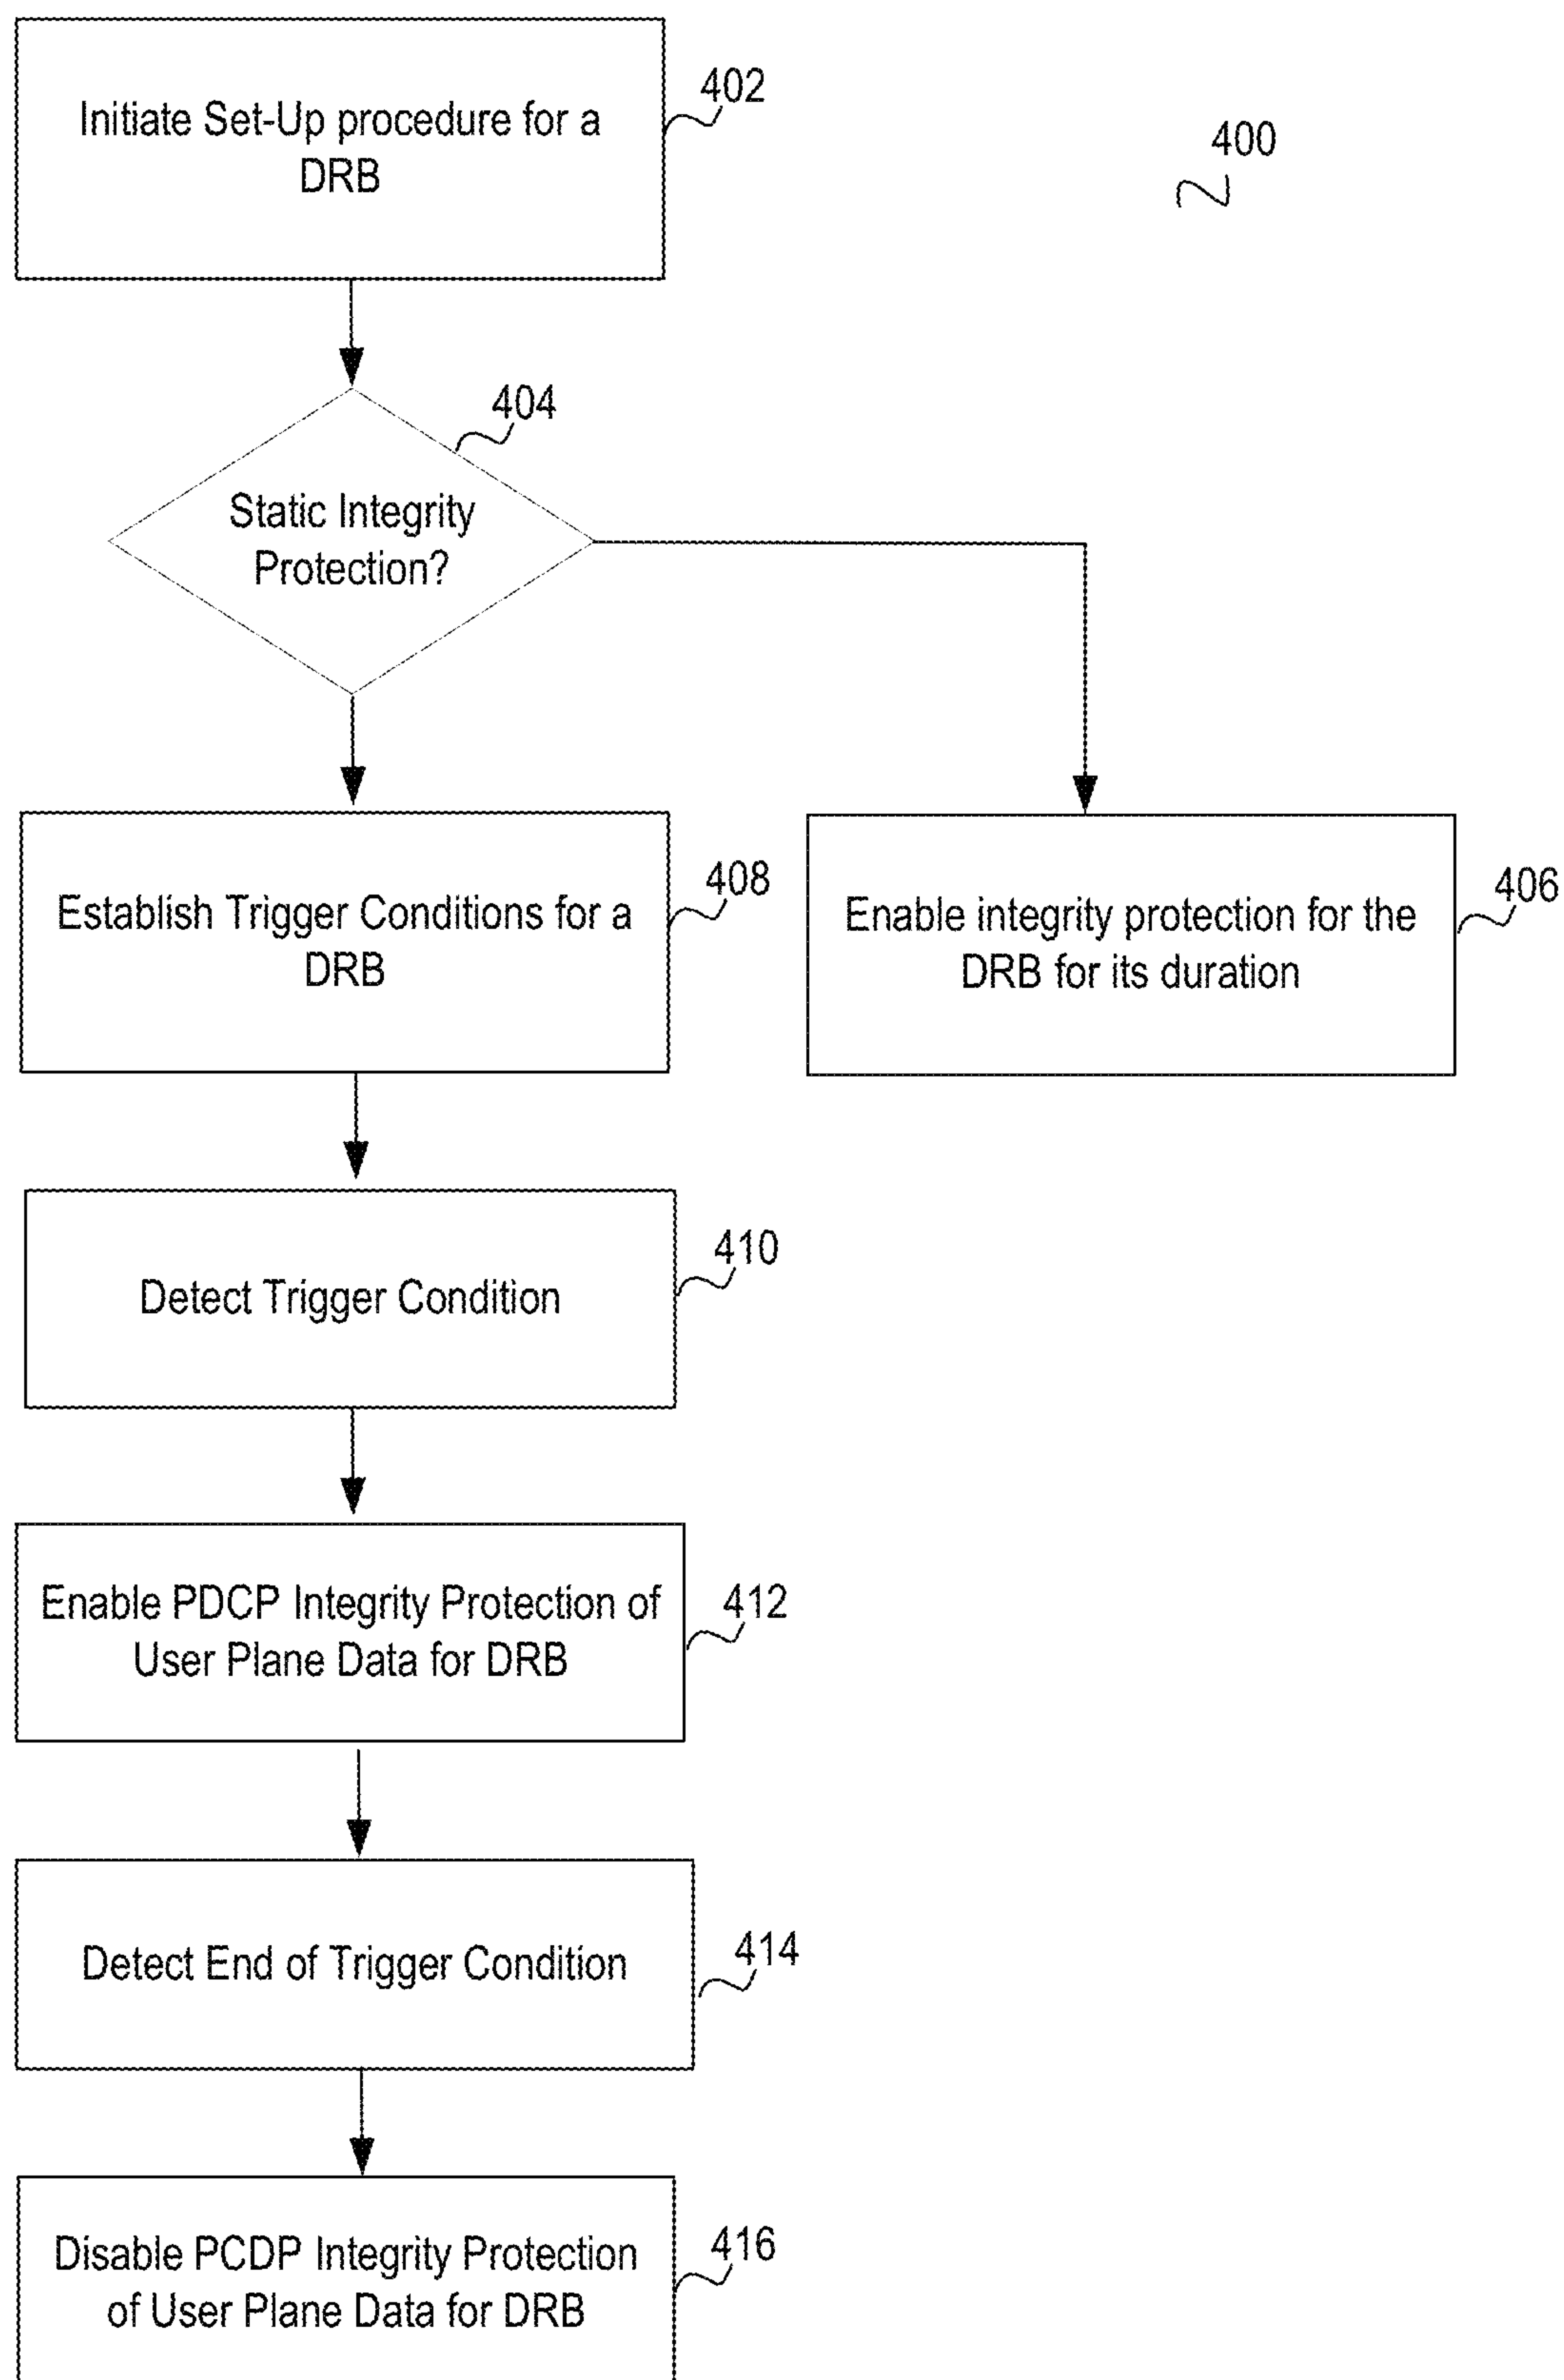 Initiate Set-Up procedure for a
DRB
402
400
404
Static Integrity
Protection?
Establish Trigger Conditions for a
DRB
408
Enable integrity protection for the
DRB for its duration
406
Detect Trigger Condition
410
Enable PDCP Integrity Protection of
User Plane Data for DRB
412
Detect End of Trigger Condition
414
Disable PCDP Integrity Protection
of User Plane Data for DRB
416